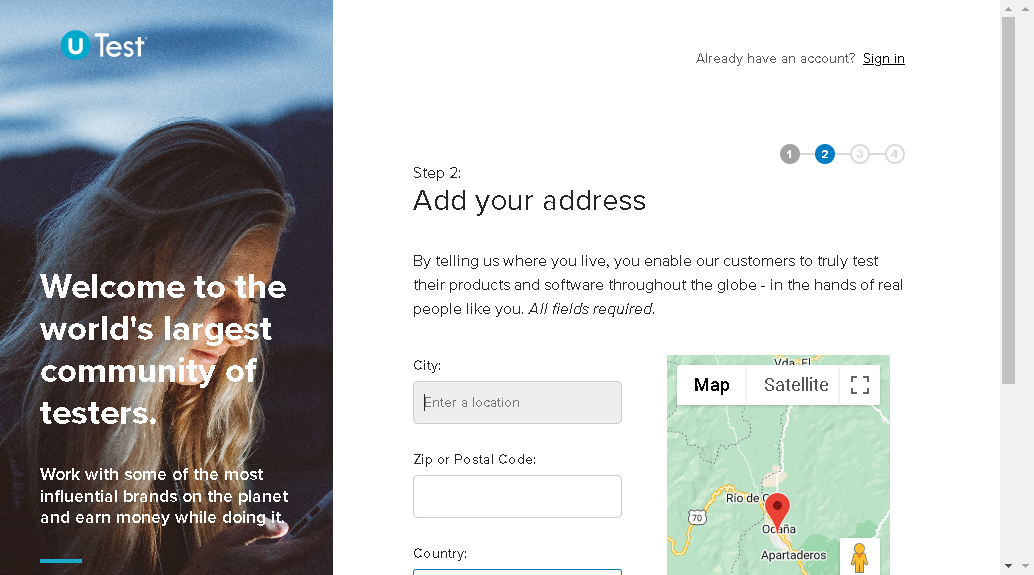 U Test
Already have an account? Sign in
1 2 3 4
Step 2:
Add your address
By telling us where you live, you enable our customers to truly test
their products and software throughout the globe - in the hands of real
people like you. All fields required.
City:
Enter a location
Zip or Postal Code:
Country:
Welcome to the
world's largest
community of
testers.
Work with some of the most
influential brands on the planet
and earn money while doing it.
Vda. El
Map Satellite
Río de
70
Ocaña
Apartaderos